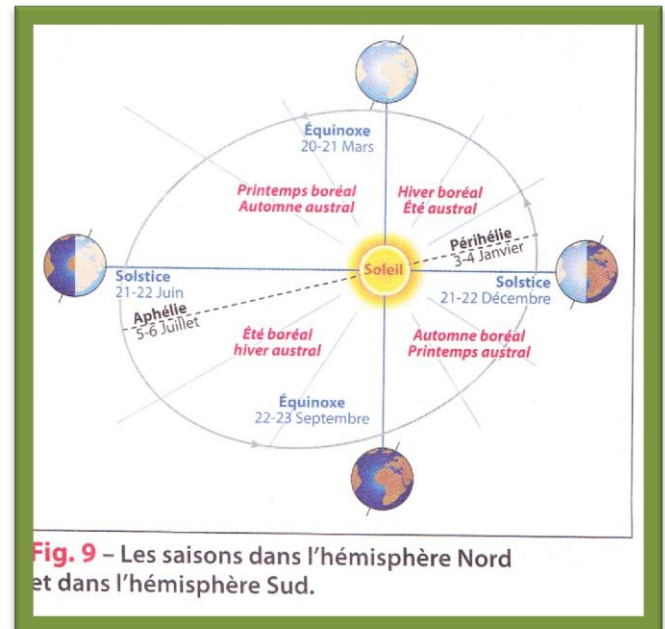 Équinoxe
20-21 Mars
Printemps boréal
Automne austral
Hiver boréal
Été austral
Périhélie
3-4 Janvier
Soleil
Solstice
21-22 Juin
Solstice
21-22 Décembre
Aphélie
5-6 Juillet
Été boréal
hiver austral
Automne boréal
Printemps austral
Équinoxe
22-23 Septembre
Fig. 9 – Les saisons dans l'hémisphère Nord
et dans l'hémisphère Sud.